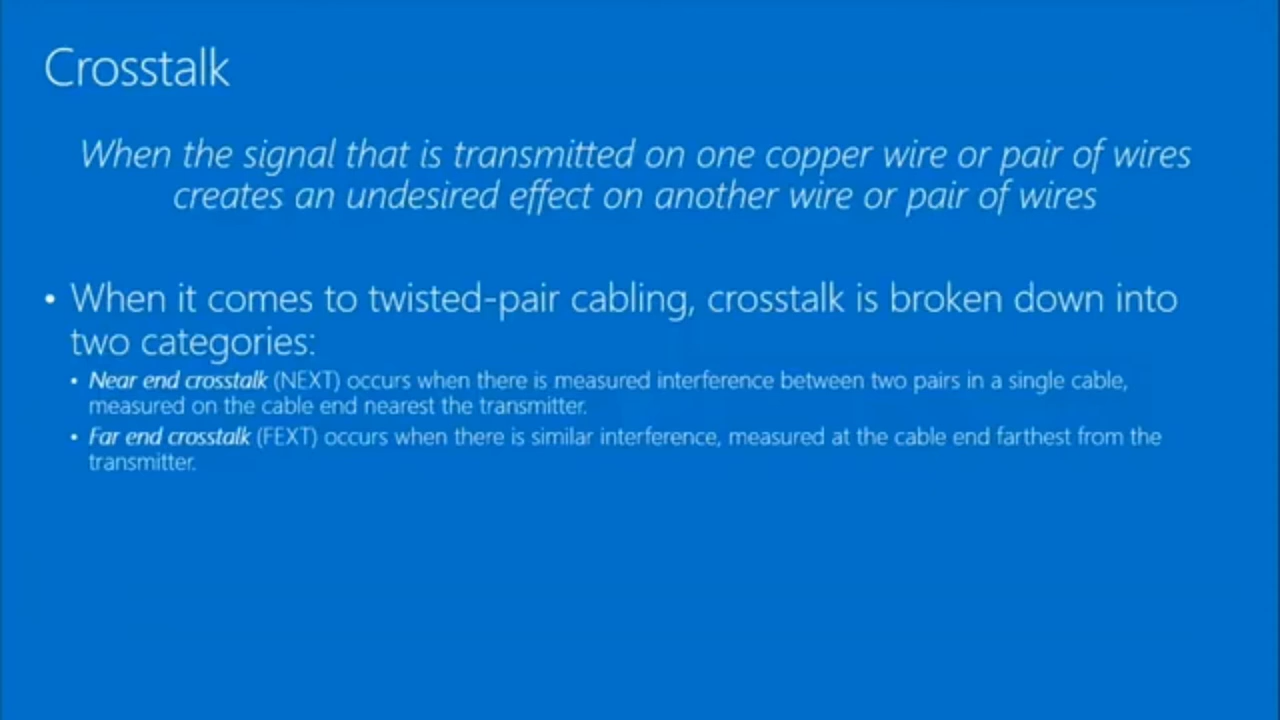 Crosstalk
When the signal that is transmitted on one copper wire or pair of wires
creates an undesired effect on another wire or pair of wires
• When it comes to twisted-pair cabling, crosstalk is broken down into
two categories:
• Near end crosstalk (NEXT) occurs when there is measured interference between two pairs in a single cable,
measured on the cable end nearest the transmitter.
• Far end crosstalk (FEXT) occurs when there is similar interference, measured at the cable end farthest from the
transmitter.